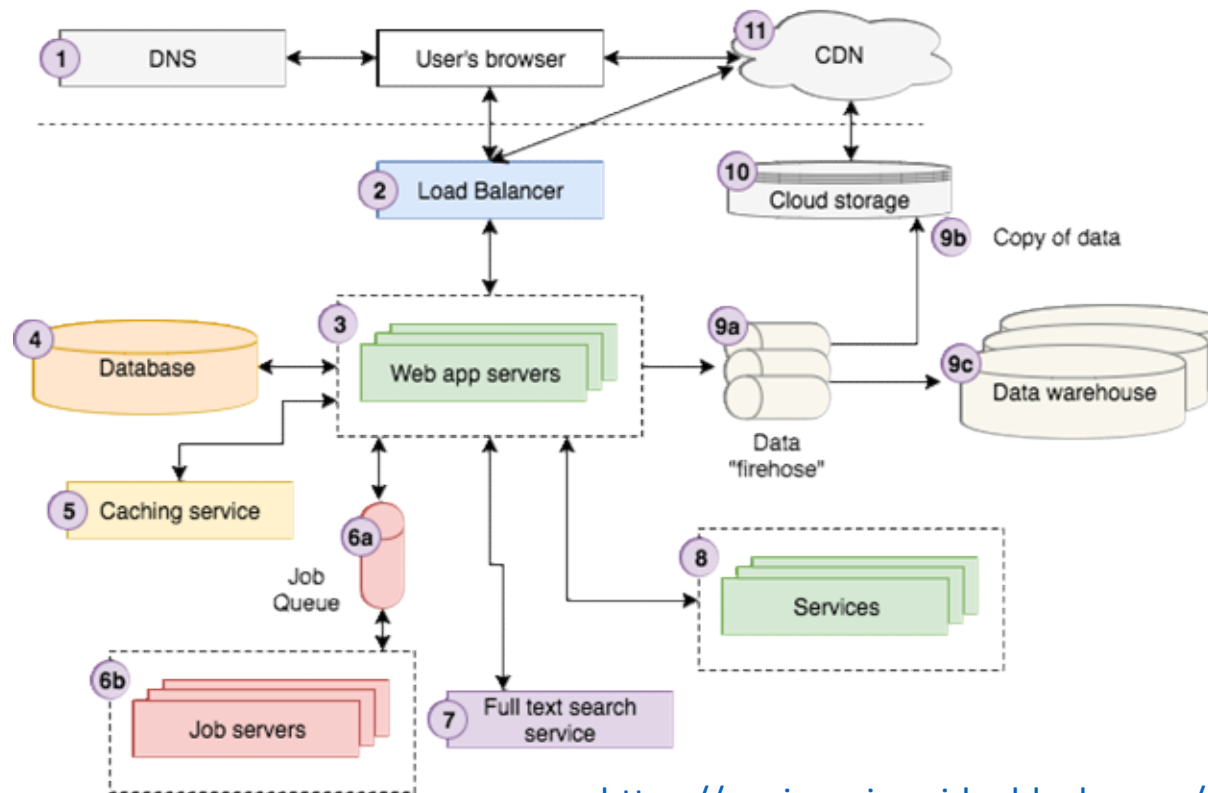 1
DNS
User's browser
11
CDN
2
Load Balancer
10
Cloud storage
9b
Copy of data
3
Web app servers
4
Database
9a
Data
"firehose"
9c
Data warehouse
5
Caching service
6a
Job
Queue
8
Services
6b
Job servers
7
Full text search
service